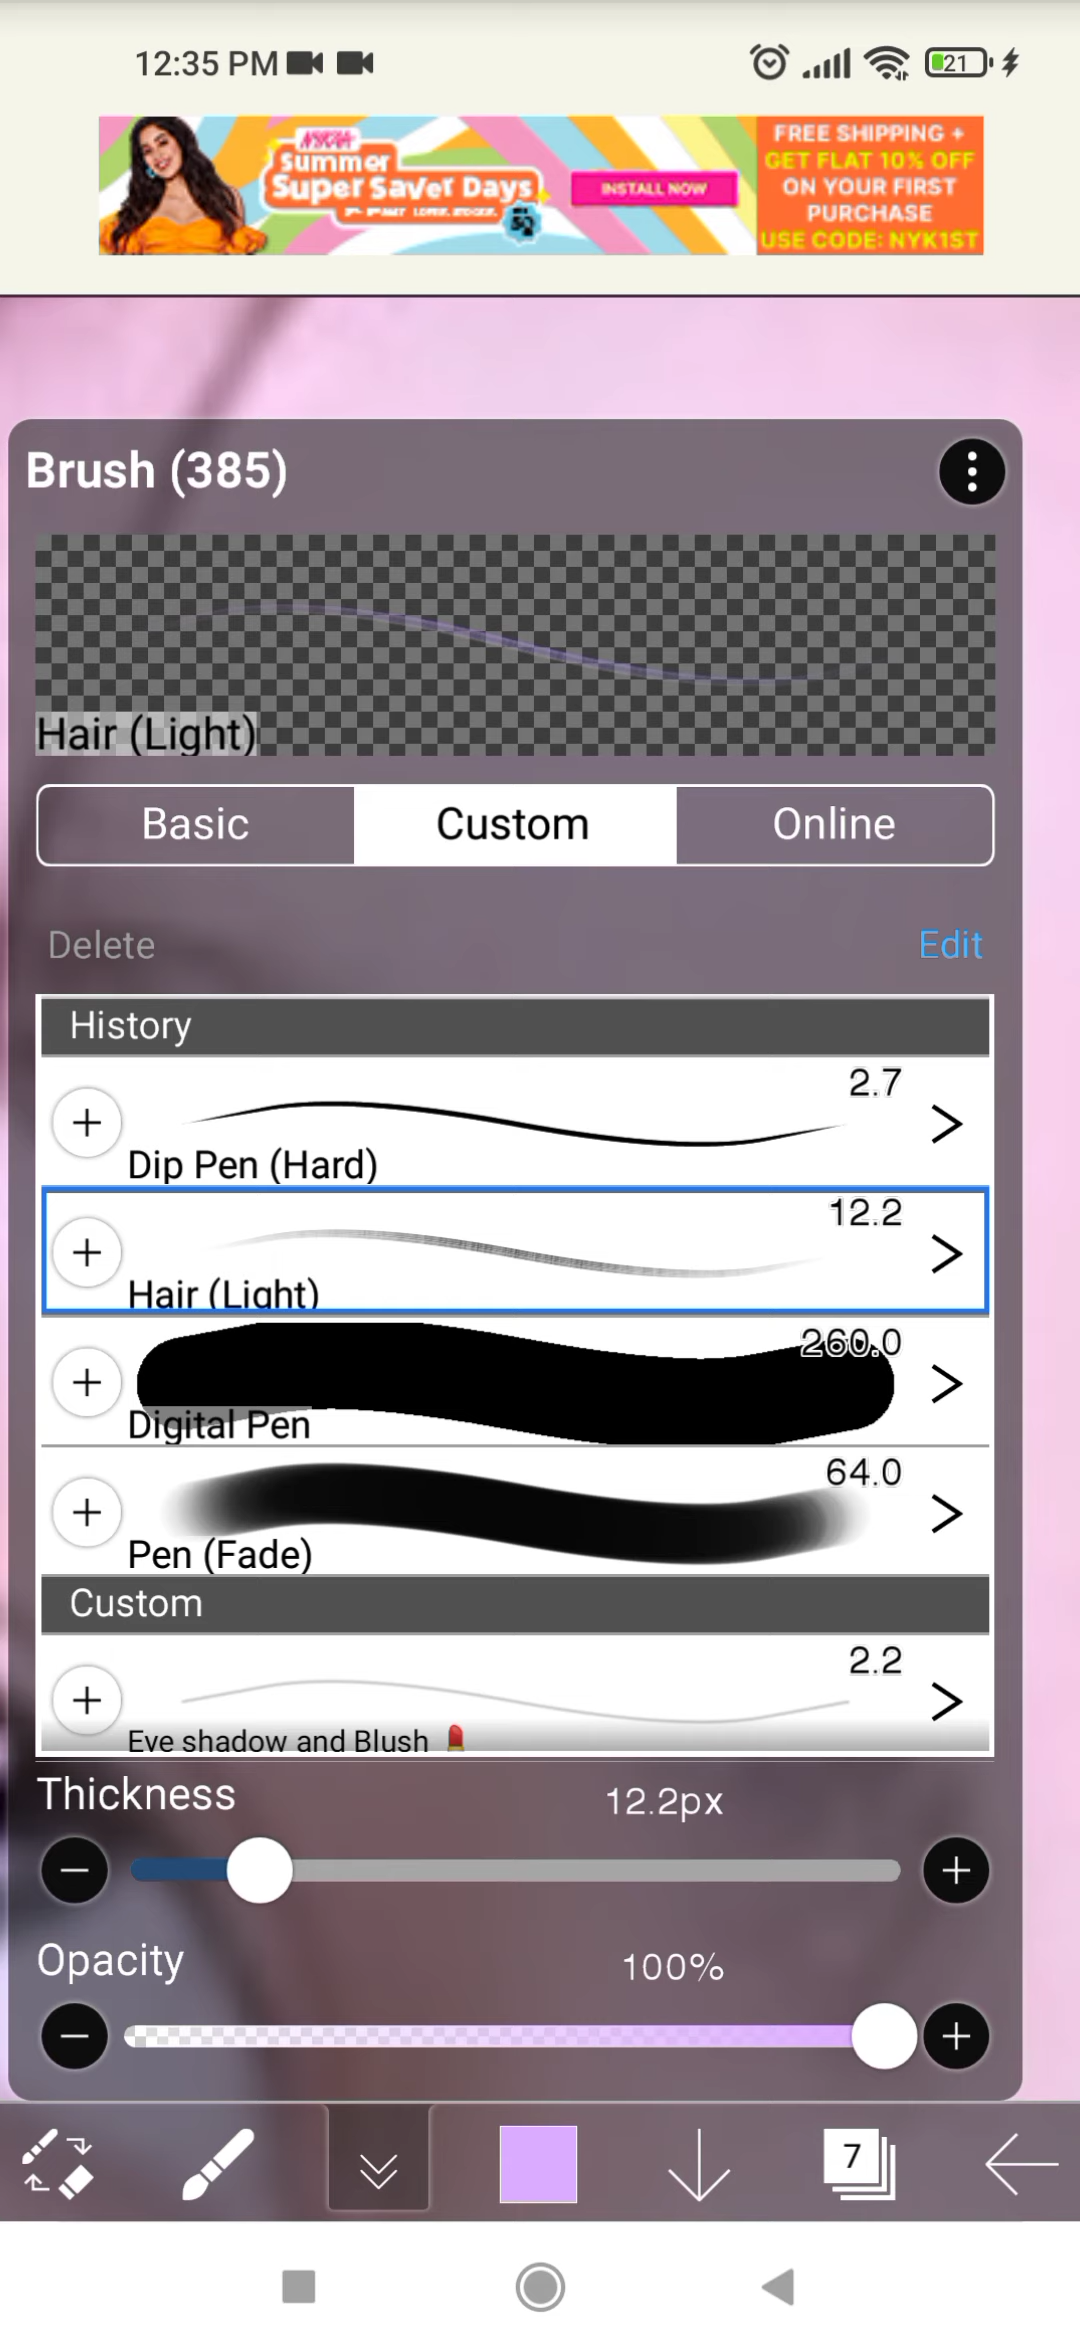 12:35 PM
21
NYKAA
Summer
Super Saver Days
INSTALL NOW
FREE SHIPPING +
GET FLAT 10% OFF
ON YOUR FIRST
PURCHASE
USE CODE: NYK1ST
Brush (385)
Hair (Light)
Basic Custom Online
Delete Edit
History
2.7
Dip Pen (Hard)
12.2
Hair (Light)
260.0
Digital Pen
64.0
Pen (Fade)
Custom
2.2
Eye shadow and Blush 💄
Thickness 12.2px
Opacity 100%
7